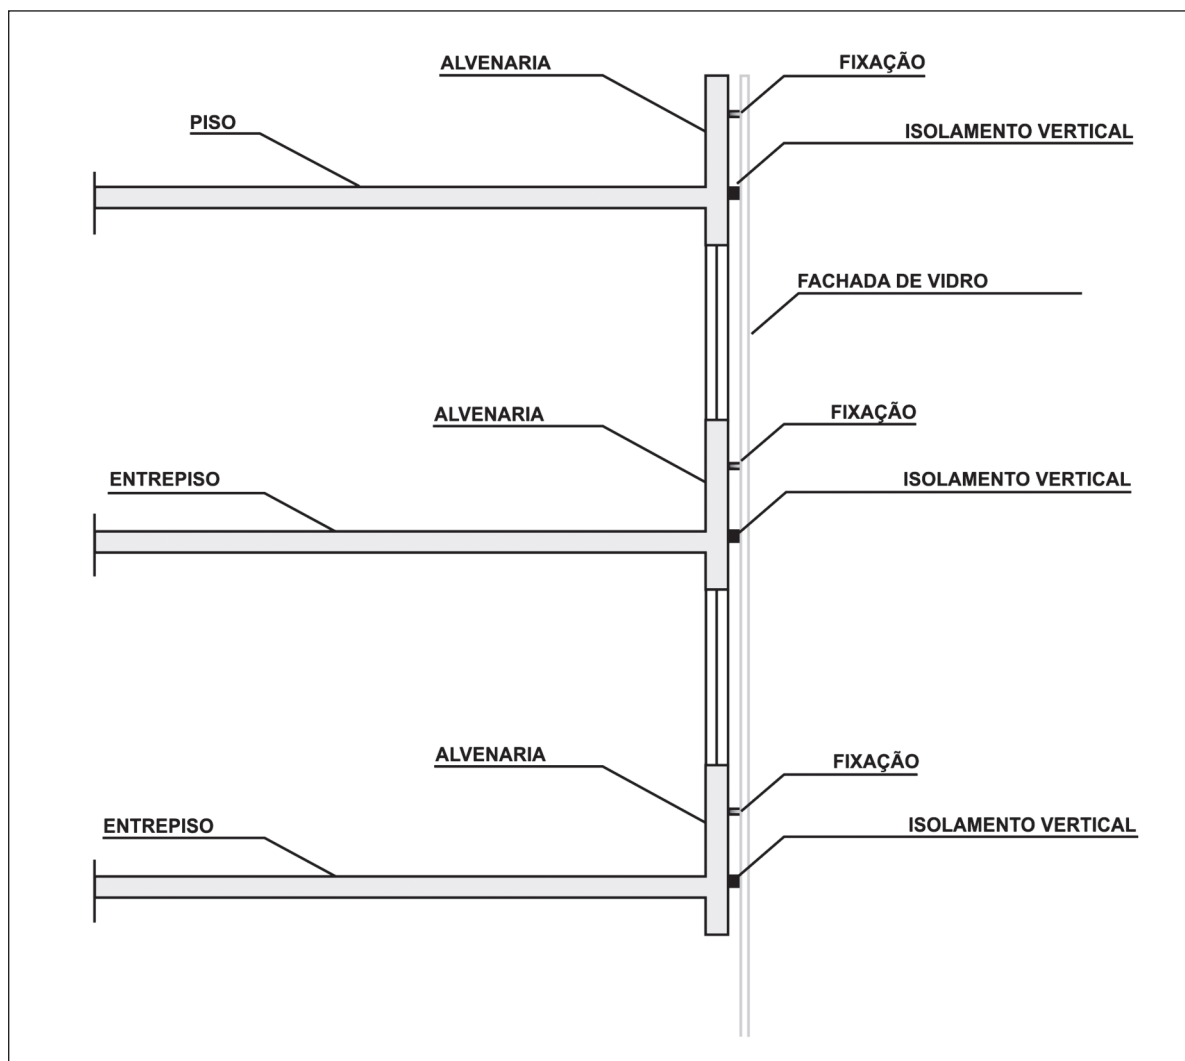 ALVENARIA
FIXAÇÃO
PISO
ISOLAMENTO VERTICAL
FACHADA DE VIDRO
ALVENARIA
FIXAÇÃO
ENTREPISO
ISOLAMENTO VERTICAL
ALVENARIA
FIXAÇÃO
ENTREPISO
ISOLAMENTO VERTICAL